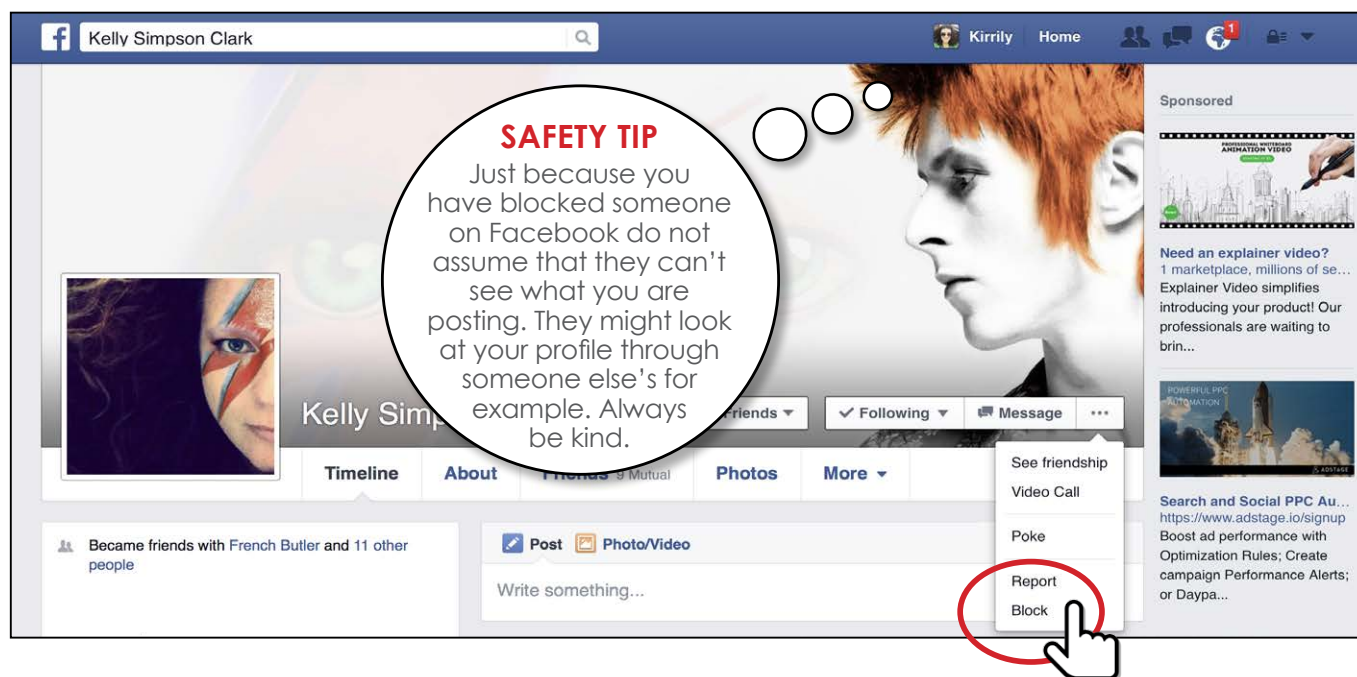 f
Kelly Simpson Clark
Kirrily Home
1
SAFETY TIP
Just because you
have blocked someone
on Facebook do not
assume that they can't
see what you are
posting. They might look
at your profile through
someone else's for
example. Always
be kind.
Kelly Sim
Friends
Following
Message
...
See friendship
Video Call
Poke
Report
Block
Timeline
About
Friends 9 Mutual
Photos
More
Became friends with French Butler and 11 other
people
Post
Photo/Video
Write something...
Sponsored
PROFESSIONAL WHITEBOARD
ANIMATION VIDEO
Need an explainer video?
1 marketplace, millions of se...
Explainer Video simplifies
introducing your product! Our
professionals are waiting to
brin...
POWERFUL PPC
AUTOMATION
ADSTAGE
Search and Social PPC Au...
https://www.adstage.io/signup
Boost ad performance with
Optimization Rules; Create
campaign Performance Alerts;
or Daypa...